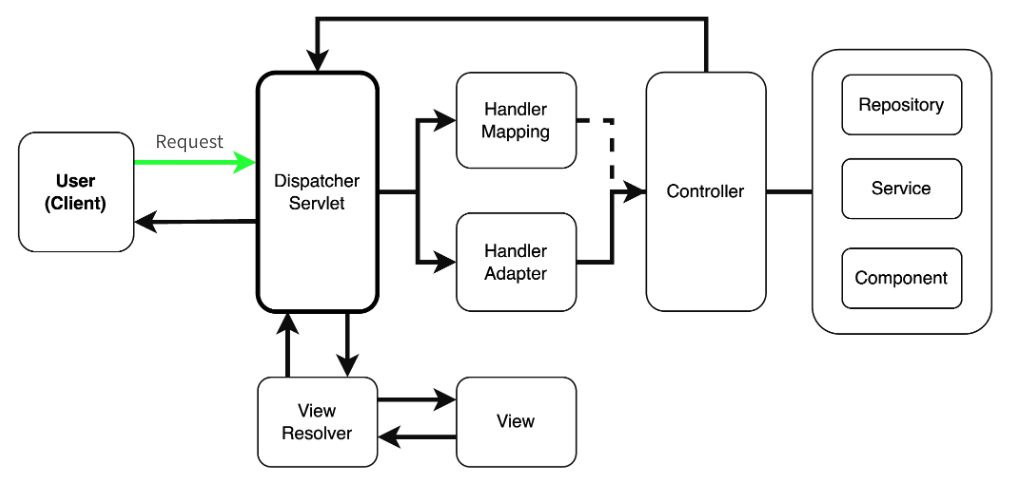 Request
User
(Client)
Dispatcher
Servlet
Handler
Mapping
Handler
Adapter
Controller
Repository
Service
Component
View
Resolver
View